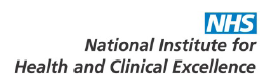 NHS
National Institute for
Health and Clinical Excellence